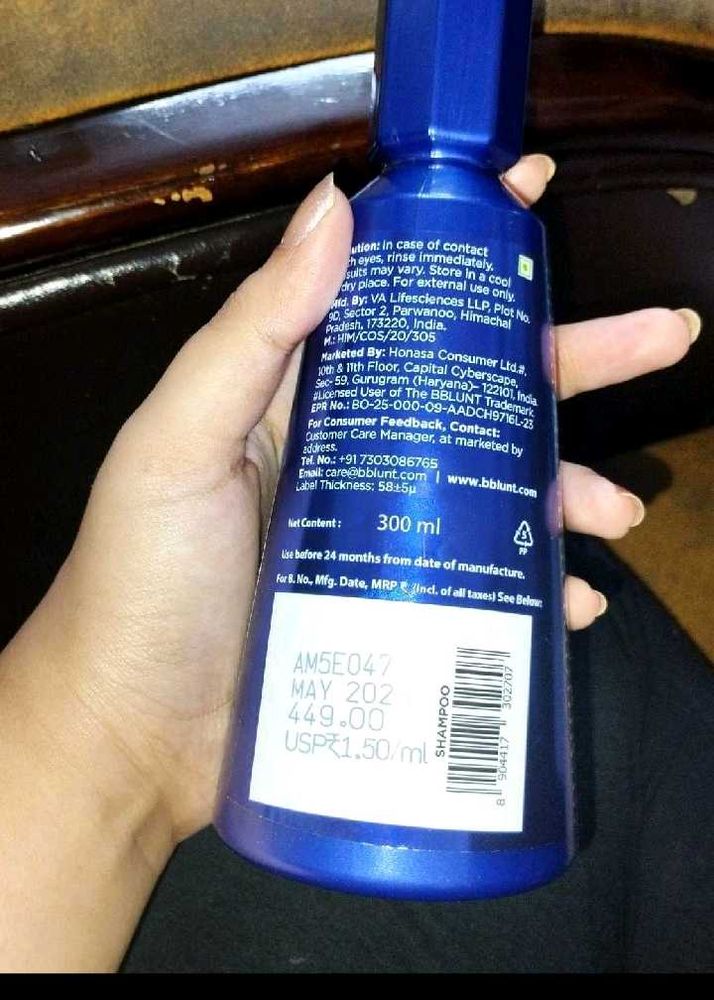 ution: In case of contact
h eyes, rinse immediately.
sults may vary. Store in a cool
dry place. For external use only.
fd. By: VA Lifesciences LLP, Plot No.
9D, Sector 2, Parwanoo, Himachal
Pradesh, 173220, India.
M.: HIM/COS/20/305
Marketed By: Honasa Consumer Ltd.#,
10th & 11th Floor, Capital Cyberscape,
Sec- 59, Gurugram (Haryana)- 122101, India
#Licensed User of The BBLUNT Trademark
EPR No.: BO-25-000-09-AADCH9716L-23
For Consumer Feedback, Contact:
Customer Care Manager, at marketed by
address.
Tel. No.: +91 7303086765
Email: care@bblunt.com | www.bblunt.com
Label Thickness: 58±5µ
Net Content : 300 ml
PP
Use before 24 months from date of manufacture.
For B. No., Mfg. Date, MRP ₹ (Incl. of all taxes) See Below:
AM5E047
MAY 202
449.00
USP₹1.50/ml
SHAMPOO
8 904417 302707